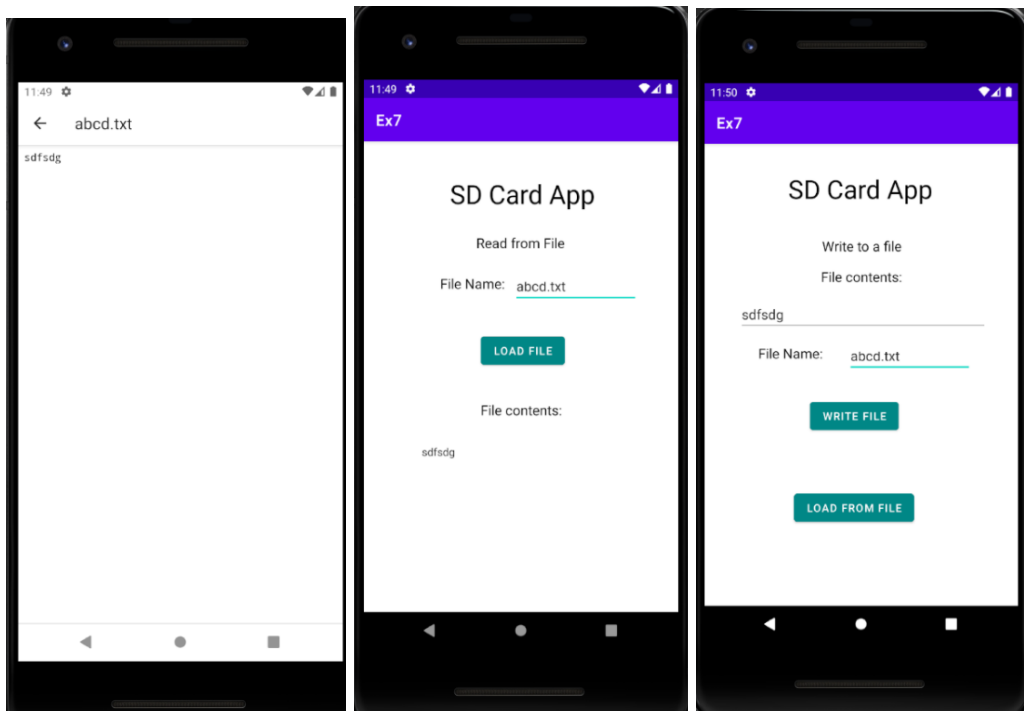 11:49
abcd.txt
sdfsdg
11:49
Ex7
SD Card App
Read from File
File Name: abcd.txt
LOAD FILE
File contents:
sdfsdg
11:50
Ex7
SD Card App
Write to a file
File contents:
sdfsdg
File Name: abcd.txt
WRITE FILE
LOAD FROM FILE